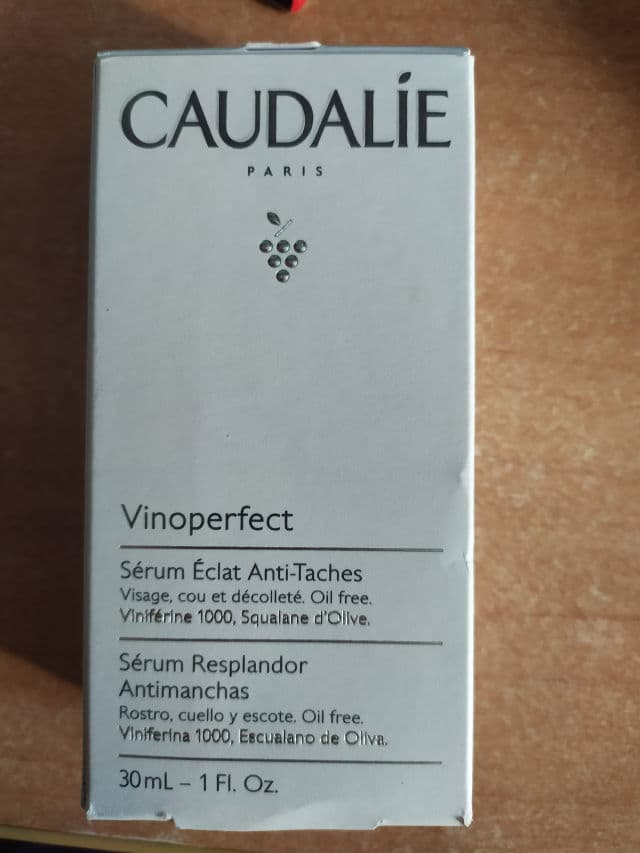 CAUDALÍE
PARIS
Vinoperfect
Sérum Éclat Anti-Taches
Visage, cou et décolleté. Oil free.
Viniférine 1000, Squalane d'Olive.
Sérum Resplandor
Antimanchas
Rostro, cuello y escote. Oil free.
Viniferina 1000, Escualano de Oliva.
30mL – 1 Fl. Oz.